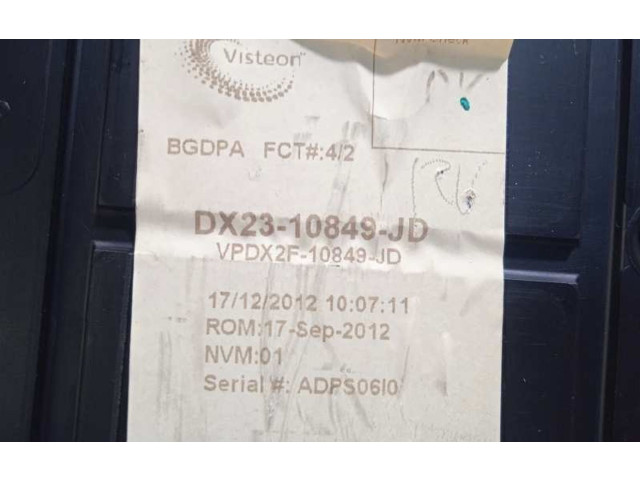 Visteon
BGDPA FCT#:4/2
DX23-10849-JD
VPDX2F-10849-JD
17/12/2012 10:07:11
ROM:17-Sep-2012
NVM:01
Serial #: ADPS06I0